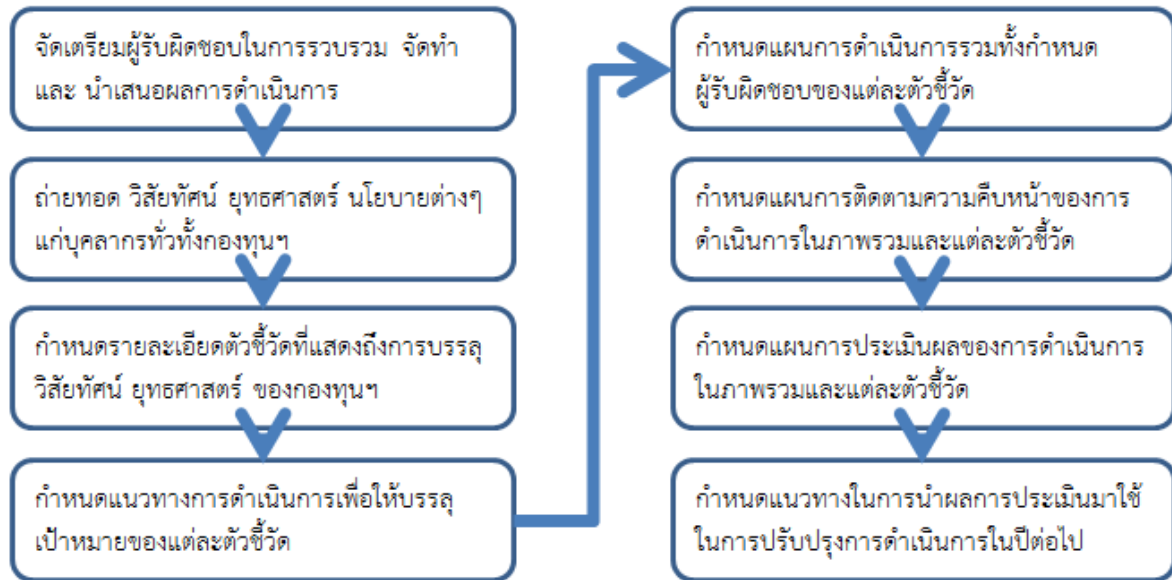 จัดเตรียมผู้รับผิดชอบในการรวบรวม จัดทำ
และ นำเสนอผลการดำเนินการ
ถ่ายทอด วิสัยทัศน์ ยุทธศาสตร์ นโยบายต่างๆ
แก่บุคลากรทั่วทั้งกองทุนฯ
กำหนดรายละเอียดตัวชี้วัดที่แสดงถึงการบรรลุ
วิสัยทัศน์ ยุทธศาสตร์ ของกองทุนฯ
กำหนดแนวทางการดำเนินการเพื่อให้บรรลุ
เป้าหมายของแต่ละตัวชี้วัด
กำหนดแผนการดำเนินการรวมทั้งกำหนด
ผู้รับผิดชอบของแต่ละตัวชี้วัด
กำหนดแผนการติดตามความคืบหน้าของการ
ดำเนินการในภาพรวมและแต่ละตัวชี้วัด
กำหนดแผนการประเมินผลของการดำเนินการ
ในภาพรวมและแต่ละตัวชี้วัด
กำหนดแนวทางในการนำผลการประเมินมาใช้
ในการปรับปรุงการดำเนินการในปีต่อไป